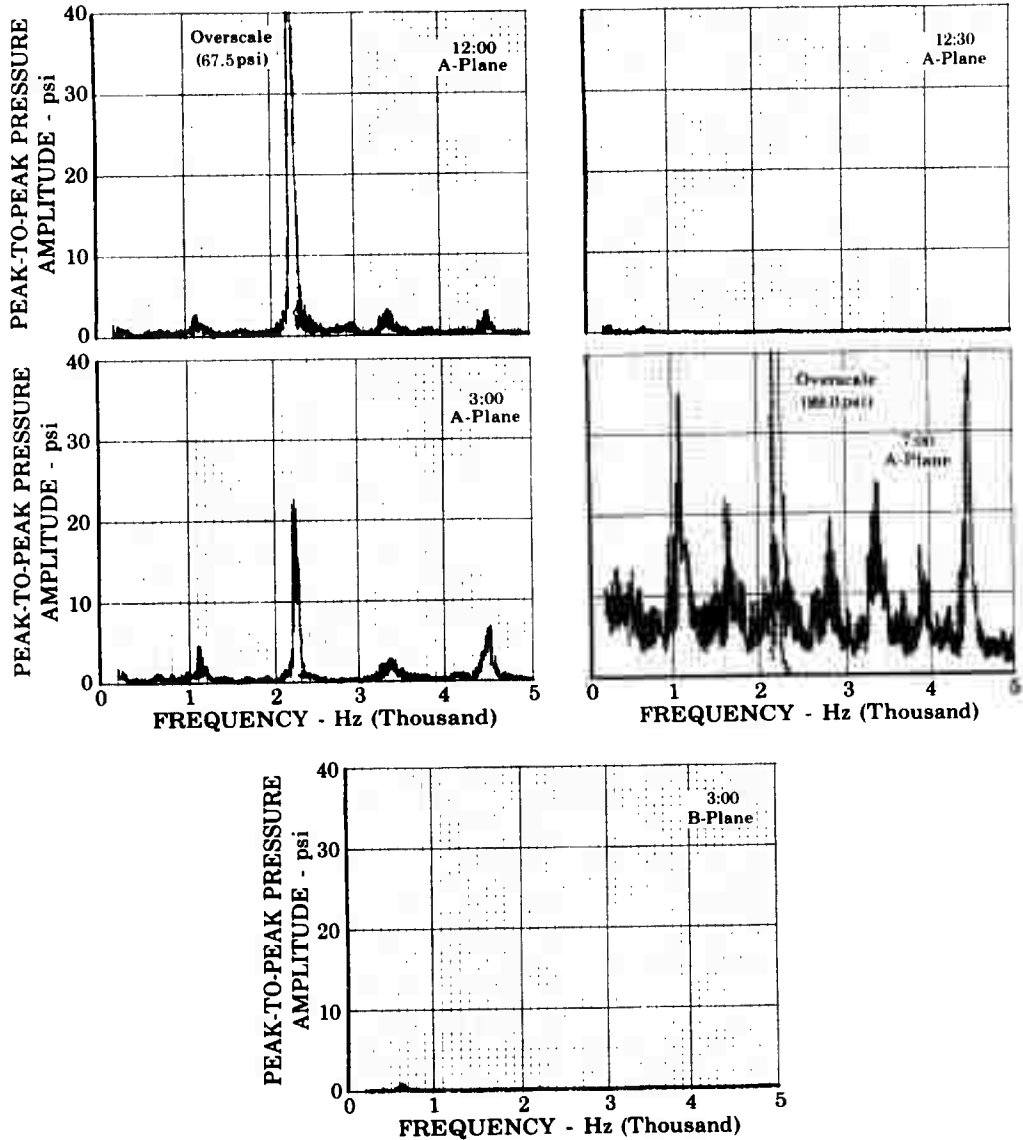 PEAK-TO-PEAK PRESSURE
AMPLITUDE - psi
40
30
20
10
0
Overscale
(67.5 psi)
12:00
A-Plane
12:30
A-Plane
PEAK-TO-PEAK PRESSURE
AMPLITUDE - psi
40
30
20
10
0
3:00
A-Plane
0 1 2 3 4 5
FREQUENCY - Hz (Thousand)
Overscale
A-Plane
0 1 2 3 4 5
FREQUENCY - Hz (Thousand)
PEAK-TO-PEAK PRESSURE
AMPLITUDE - psi
40
30
20
10
0
3:00
B-Plane
0 1 2 3 4 5
FREQUENCY - Hz (Thousand)